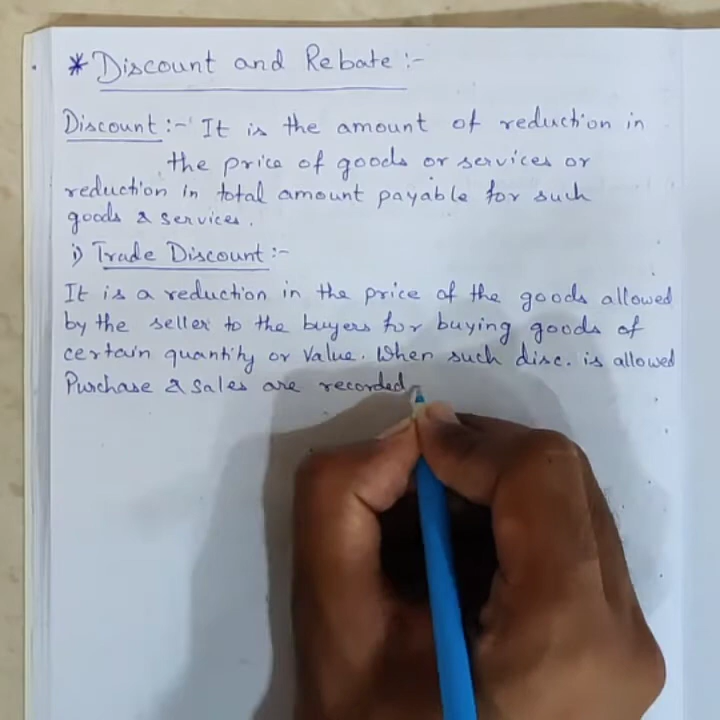 * Discount and Rebate :-
Discount :- It is the amount of reduction in
the price of goods or services or
reduction in total amount payable for such
goods & services.
i) Trade Discount :-
It is a reduction in the price of the goods allowed
by the seller to the buyers for buying goods of
certain quantity or value. When such disc. is allowed
Purchase & Sales are recorded